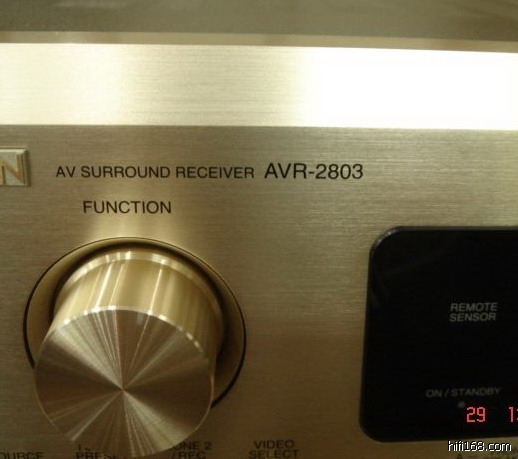 N AV SURROUND RECEIVER AVR-2803
FUNCTION
REMOTE
SENSOR
ON / STANDBY
29
VIDEO
SELECT
hifi168.com